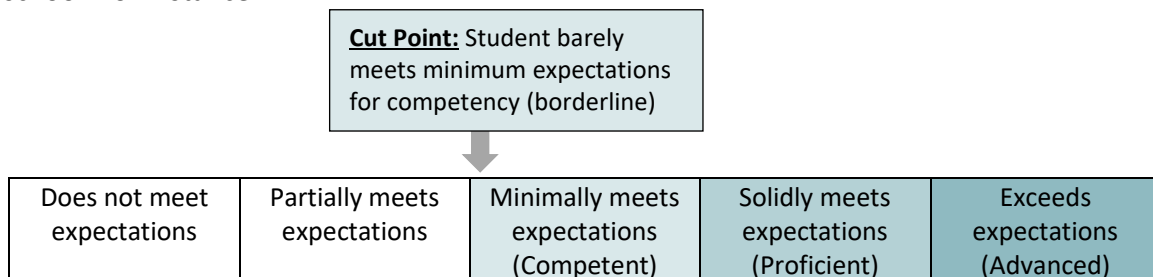 Cut Point: Student barely
meets minimum expectations
for competency (borderline)
Does not meet
expectations
Partially meets
expectations
Minimally meets
expectations
(Competent)
Solidly meets
expectations
(Proficient)
Exceeds
expectations
(Advanced)